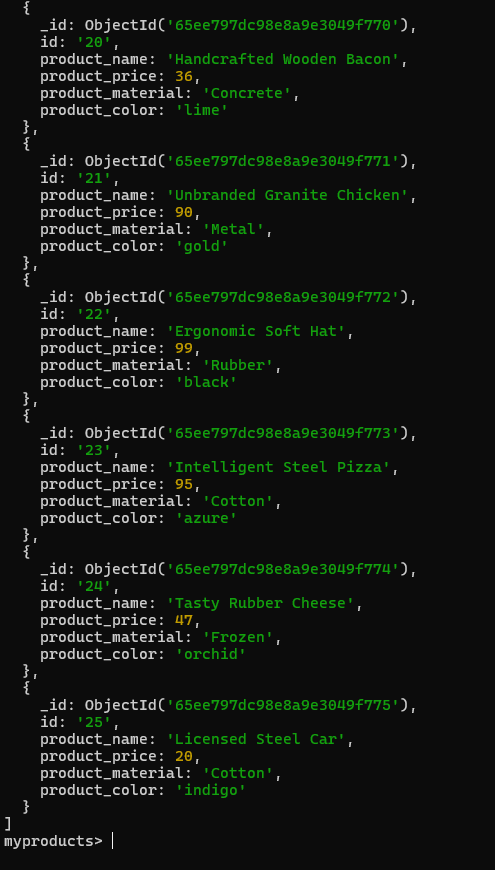 {
_id: ObjectId('65ee797dc98e8a9e3049f770'),
id: '20',
product_name: 'Handcrafted Wooden Bacon',
product_price: 36,
product_material: 'Concrete',
product_color: 'lime'
},
{
_id: ObjectId('65ee797dc98e8a9e3049f771'),
id: '21',
product_name: 'Unbranded Granite Chicken',
product_price: 90,
product_material: 'Metal',
product_color: 'gold'
},
{
_id: ObjectId('65ee797dc98e8a9e3049f772'),
id: '22',
product_name: 'Ergonomic Soft Hat',
product_price: 99,
product_material: 'Rubber',
product_color: 'black'
},
{
_id: ObjectId('65ee797dc98e8a9e3049f773'),
id: '23',
product_name: 'Intelligent Steel Pizza',
product_price: 95,
product_material: 'Cotton',
product_color: 'azure'
},
{
_id: ObjectId('65ee797dc98e8a9e3049f774'),
id: '24',
product_name: 'Tasty Rubber Cheese',
product_price: 47,
product_material: 'Frozen',
product_color: 'orchid'
},
{
_id: ObjectId('65ee797dc98e8a9e3049f775'),
id: '25',
product_name: 'Licensed Steel Car',
product_price: 20,
product_material: 'Cotton',
product_color: 'indigo'
}
]
myproducts>